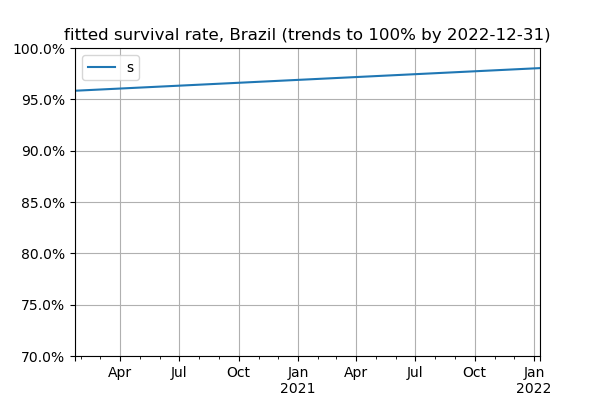 fitted survival rate, Brazil (trends to 100% by 2022-12-31)
100.0%
s
95.0%
90.0%
85.0%
80.0%
75.0%
70.0%
Apr Jul Oct Jan Apr Jul Oct Jan
2021 2022